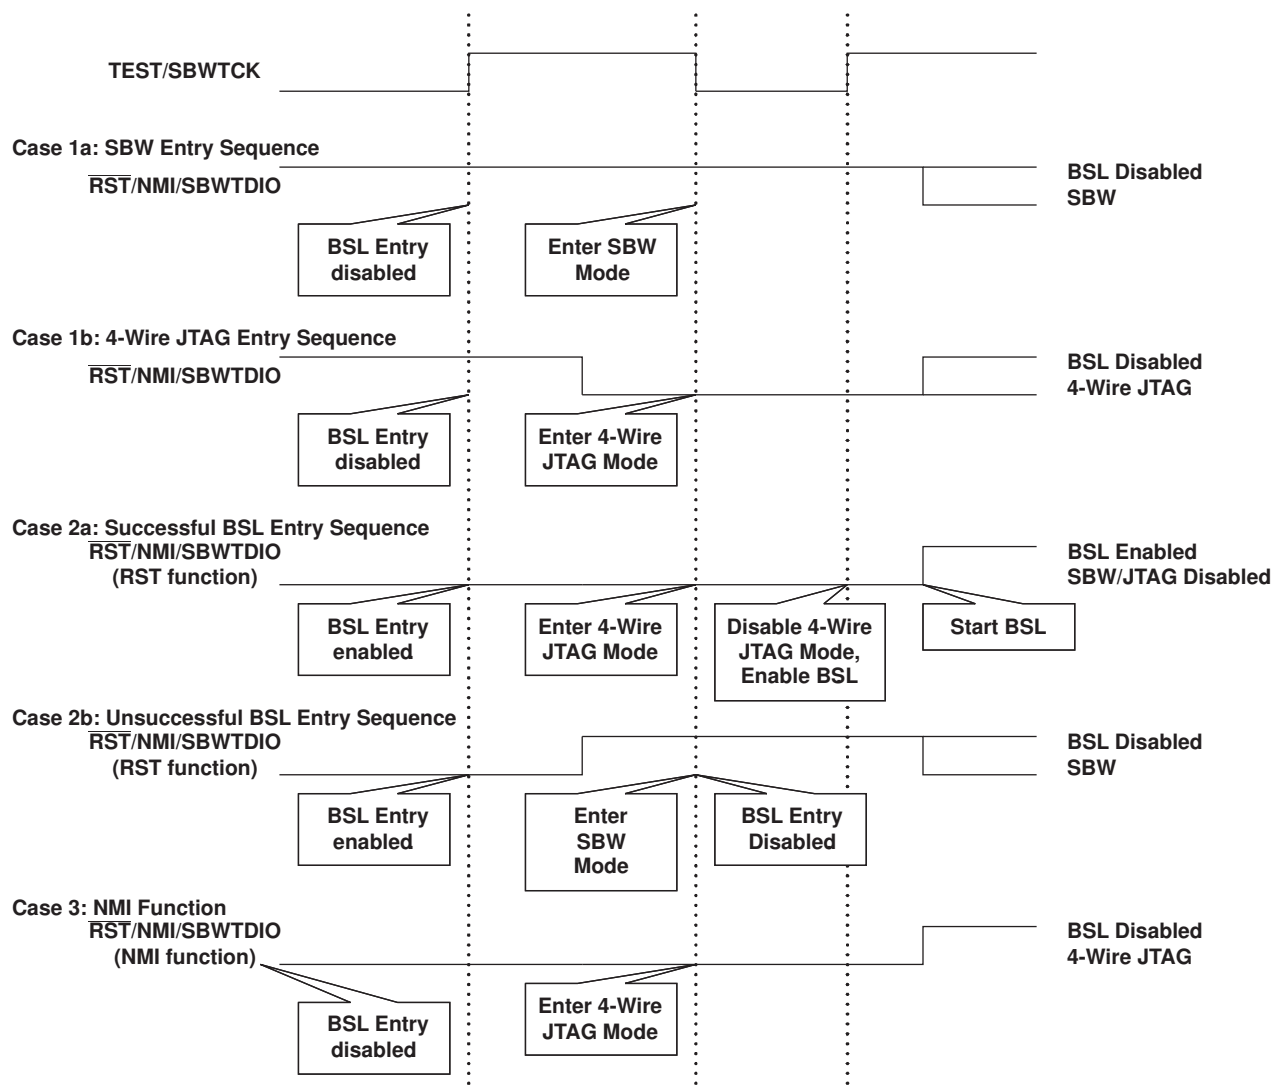 TEST/SBWTCK
Case 1a: SBW Entry Sequence
RST/NMI/SBWTDIO
BSL Disabled
SBW
BSL Entry
disabled
Enter SBW
Mode
Case 1b: 4-Wire JTAG Entry Sequence
RST/NMI/SBWTDIO
BSL Disabled
4-Wire JTAG
BSL Entry
disabled
Enter 4-Wire
JTAG Mode
Case 2a: Successful BSL Entry Sequence
RST/NMI/SBWTDIO
(RST function)
BSL Enabled
SBW/JTAG Disabled
BSL Entry
enabled
Enter 4-Wire
JTAG Mode
Disable 4-Wire
JTAG Mode,
Enable BSL
Start BSL
Case 2b: Unsuccessful BSL Entry Sequence
RST/NMI/SBWTDIO
(RST function)
BSL Disabled
SBW
BSL Entry
enabled
Enter
SBW
Mode
BSL Entry
Disabled
Case 3: NMI Function
RST/NMI/SBWTDIO
(NMI function)
BSL Disabled
4-Wire JTAG
BSL Entry
disabled
Enter 4-Wire
JTAG Mode